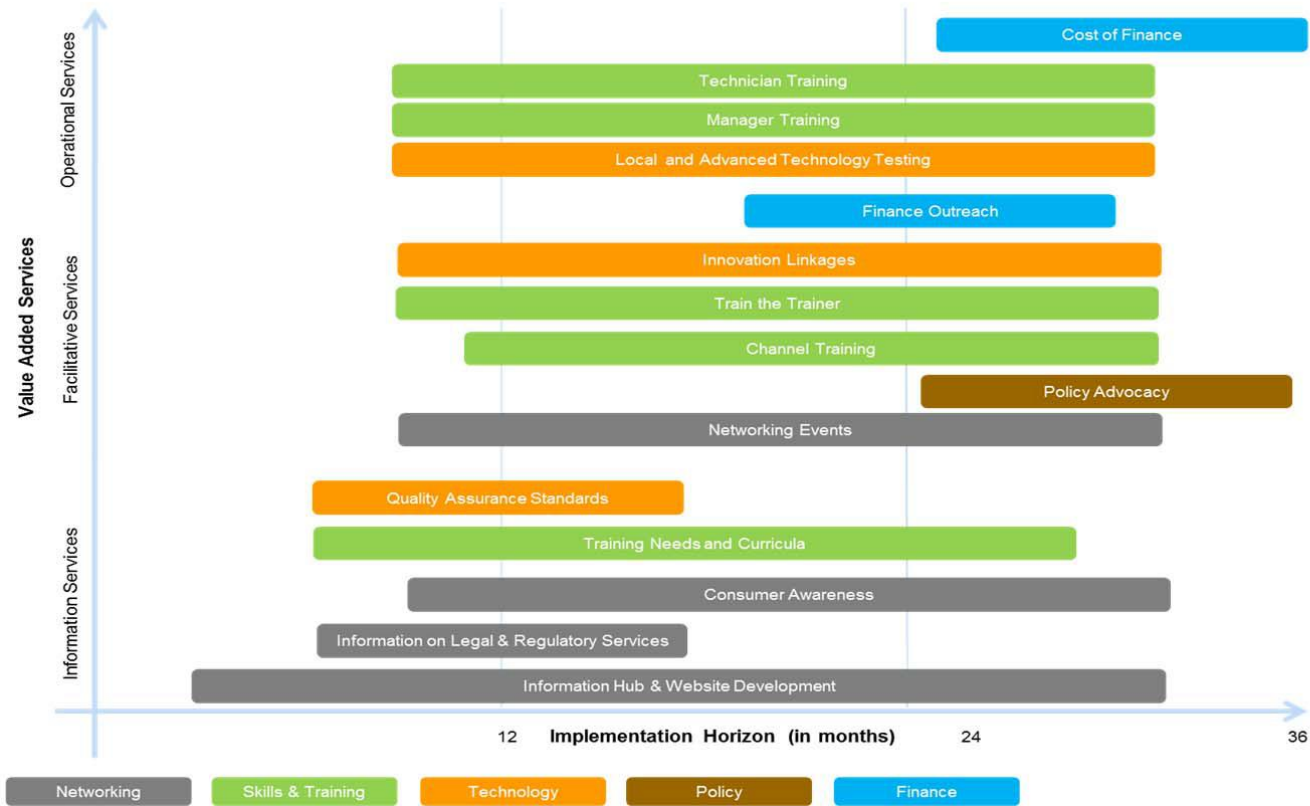 Value Added Services
Operational Services
Facilitative Services
Information Services
Cost of Finance
Technician Training
Manager Training
Local and Advanced Technology Testing
Finance Outreach
Innovation Linkages
Train the Trainer
Channel Training
Policy Advocacy
Networking Events
Quality Assurance Standards
Training Needs and Curricula
Consumer Awareness
Information on Legal & Regulatory Services
Information Hub & Website Development
12 Implementation Horizon (in months) 24 36
Networking Skills & Training Technology Policy Finance